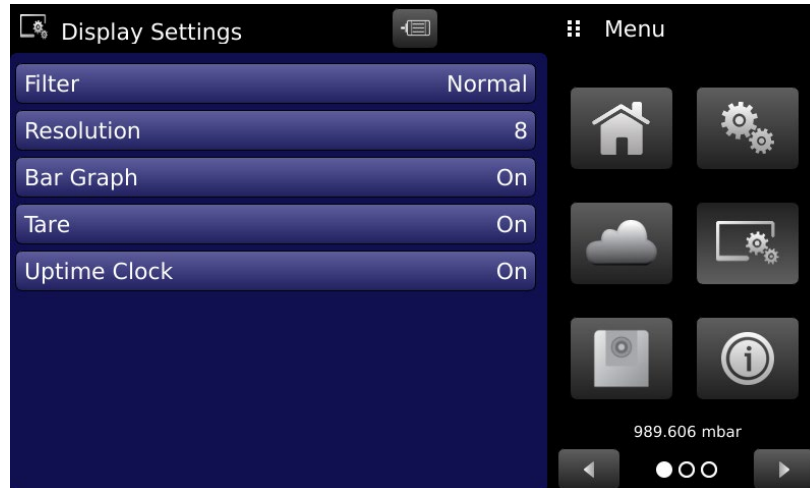 Display Settings
Menu
Filter Normal
Resolution 8
Bar Graph On
Tare On
Uptime Clock On
989.606 mbar